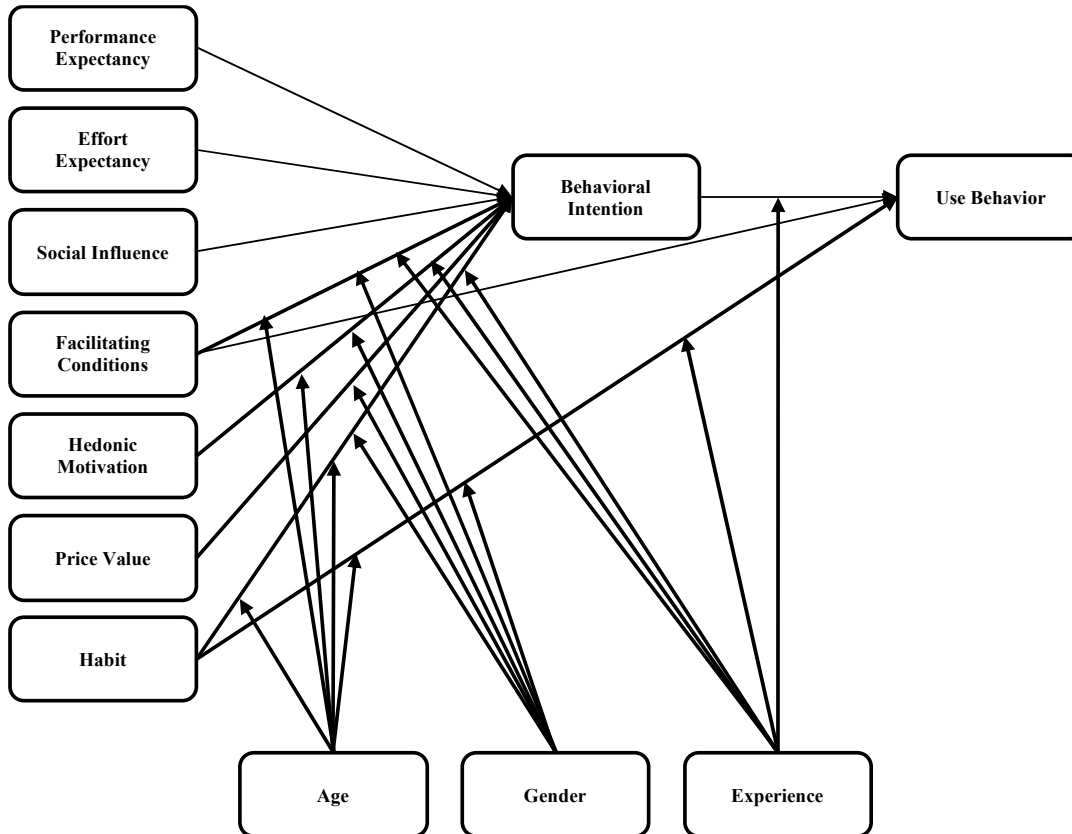 Performance
Expectancy
Effort
Expectancy
Social Influence
Facilitating
Conditions
Hedonic
Motivation
Price Value
Habit
Behavioral
Intention
Use Behavior
Age
Gender
Experience